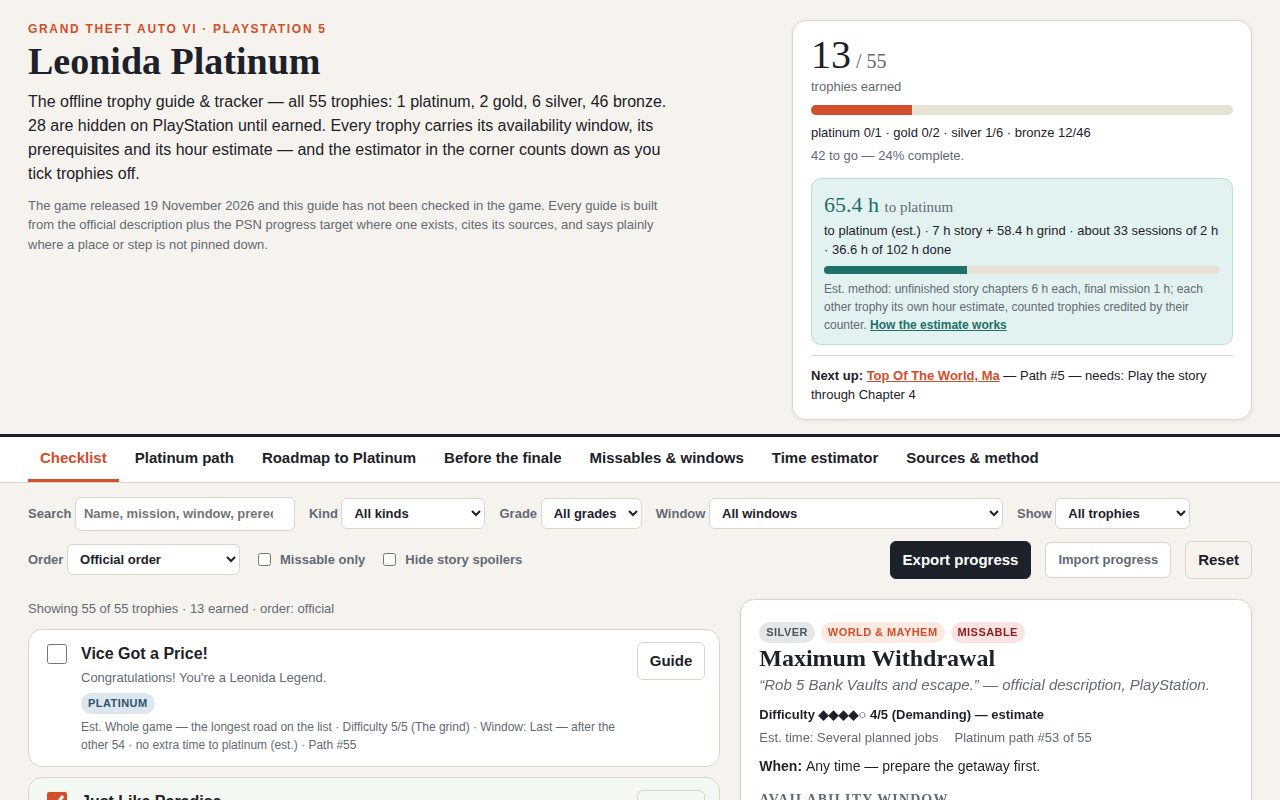 GRAND THEFT AUTO VI · PLAYSTATION 5
Leonida Platinum
The offline trophy guide & tracker — all 55 trophies: 1 platinum, 2 gold, 6 silver, 46 bronze.
28 are hidden on PlayStation until earned. Every trophy carries its availability window, its
prerequisites and its hour estimate — and the estimator in the corner counts down as you
tick trophies off.
The game released 19 November 2026 and this guide has not been checked in the game. Every guide is built
from the official description plus the PSN progress target where one exists, cites its sources, and says plainly
where a place or step is not pinned down.
13 / 55
trophies earned
platinum 0/1 · gold 0/2 · silver 1/6 · bronze 12/46
42 to go — 24% complete.
65.4 h to platinum
to platinum (est.) · 7 h story + 58.4 h grind · about 33 sessions of 2 h
· 36.6 h of 102 h done
Est. method: unfinished story chapters 6 h each, final mission 1 h; each
other trophy its own hour estimate, counted trophies credited by their
counter. How the estimate works
Next up: Top Of The World, Ma — Path #5 — needs: Play the story
through Chapter 4
Checklist Platinum path Roadmap to Platinum Before the finale Missables & windows Time estimator Sources & method
Search Name, mission, window, prerec Kind All kinds Grade All grades Window All windows Show All trophies
Order Official order Missable only Hide story spoilers Export progress Import progress Reset
Showing 55 of 55 trophies · 13 earned · order: official
Vice Got a Price!
Guide
Congratulations! You're a Leonida Legend.
PLATINUM
Est. Whole game — the longest road on the list · Difficulty 5/5 (The grind) · Window: Last — after the
other 54 · no extra time to platinum (est.) · Path #55
Just Like Paradise
SILVER WORLD & MAYHEM MISSABLE
Maximum Withdrawal
“Rob 5 Bank Vaults and escape.” — official description, PlayStation.
Difficulty ◆◆◆◆○ 4/5 (Demanding) — estimate
Est. time: Several planned jobs Platinum path #53 of 55
When: Any time — prepare the getaway first.
AVAILABILITY WINDOW